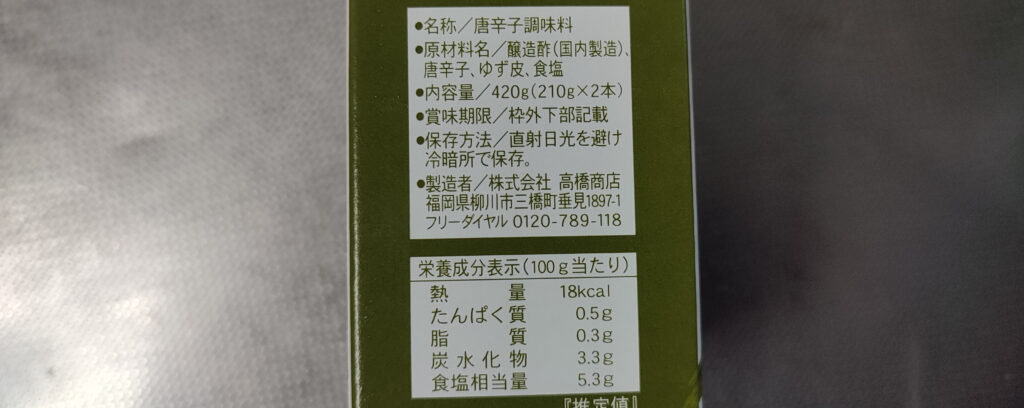 ●名称/唐辛子調味料
●原材料名/醸造酢(国内製造)、
唐辛子、ゆず皮、食塩
●内容量/420g(210g×2本)
●賞味期限/枠外下部記載
●保存方法/直射日光を避け
冷暗所で保存。
●製造者/株式会社 高橋商店
福岡県柳川市三橋町垂見1897-1
フリーダイヤル 0120-789-118
栄養成分表示(100g当たり)
熱量 18kcal
たんぱく質 0.5g
脂質 0.3g
炭水化物 3.3g
食塩相当量 5.3g
『推定値』